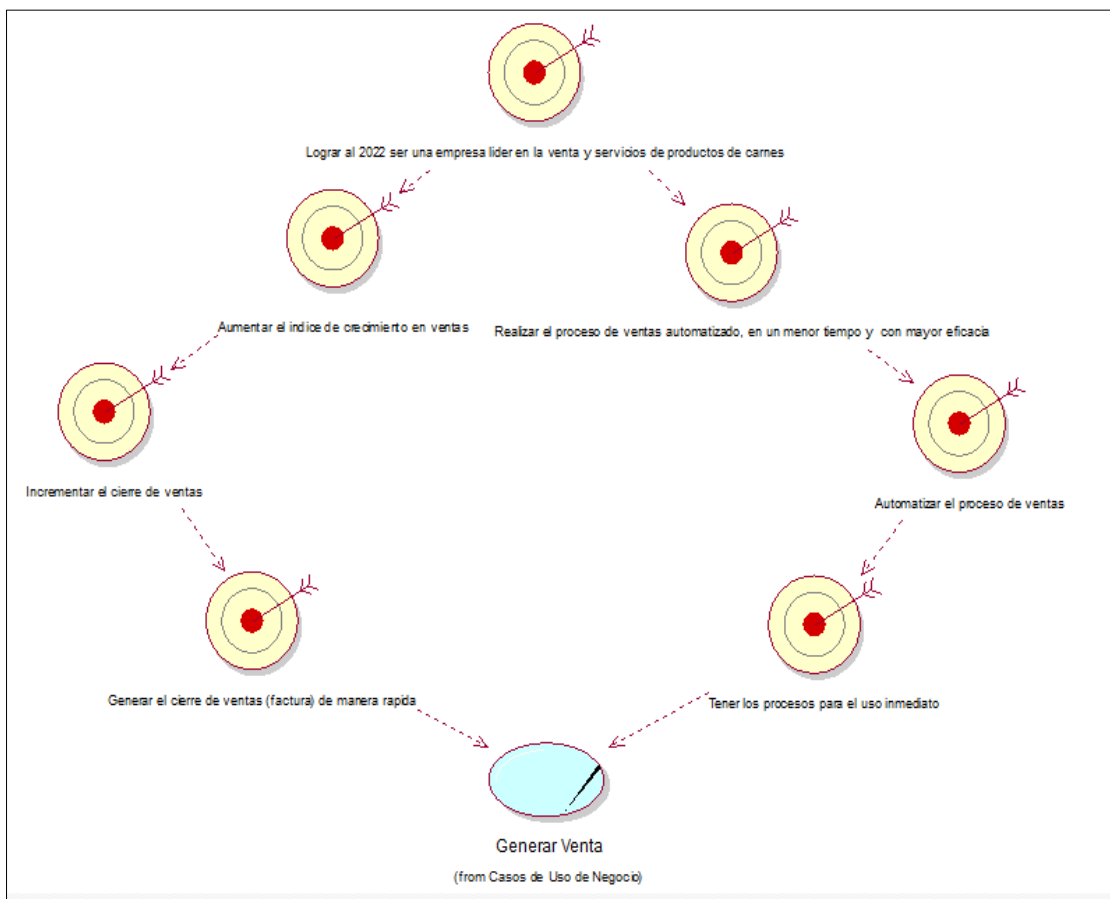 Lograr al 2022 ser una empresa lider en la venta y servicios de productos de carnes
Aumentar el indice de crecimiento en ventas
Realizar el proceso de ventas automatizado, en un menor tiempo y con mayor eficacia
Incrementar el cierre de ventas
Automatizar el proceso de ventas
Generar el cierre de ventas (factura) de manera rapida
Tener los procesos para el uso inmediato
Generar Venta
(from Casos de Uso de Negocio)